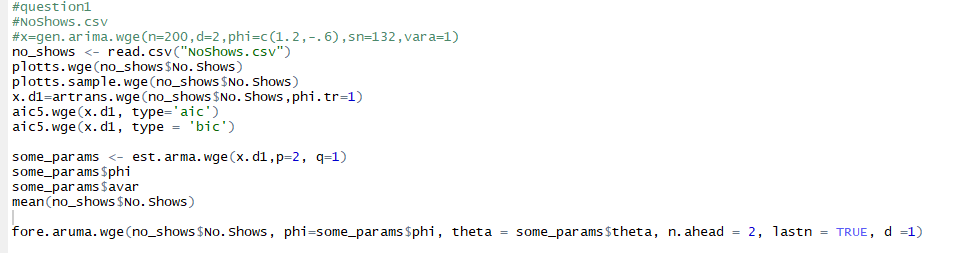 #question1
#NoShows.csv
#x=gen.arima.wge(n=200,d=2,phi=c(1.2,-.6),sn=132,vara=1)
no_shows <- read.csv("NoShows.csv")
plotts.wge(no_shows$No.Shows)
plotts.sample.wge(no_shows$No.Shows)
x.d1=artrans.wge(no_shows$No.Shows,phi.tr=1)
aic5.wge(x.d1, type='aic')
aic5.wge(x.d1, type = 'bic')
some_params <- est.arma.wge(x.d1,p=2, q=1)
some_params$phi
some_params$avar
mean(no_shows$No.Shows)
fore.aruma.wge(no_shows$No.Shows, phi=some_params$phi, theta = some_params$theta, n.ahead = 2, lastn = TRUE, d =1)